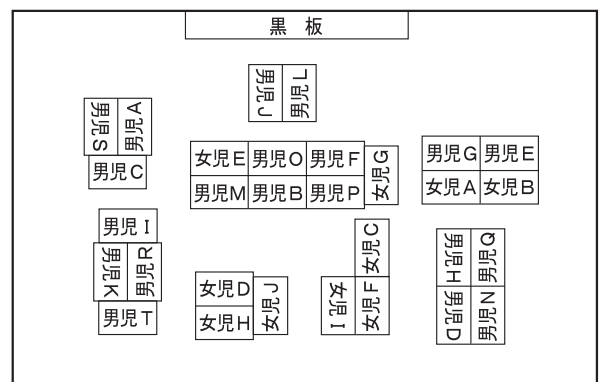 黒 板
男児J
男児L
男児S
男児A
男児C
女児E 男児O 男児F
女児G
男児M 男児B 男児P
男児G 男児E
女児A 女児B
男児I
男児K
男児R
男児T
女児D
女児H
女児J
女児C
女児I
女児F
男児H
男児Q
男児D
男児N